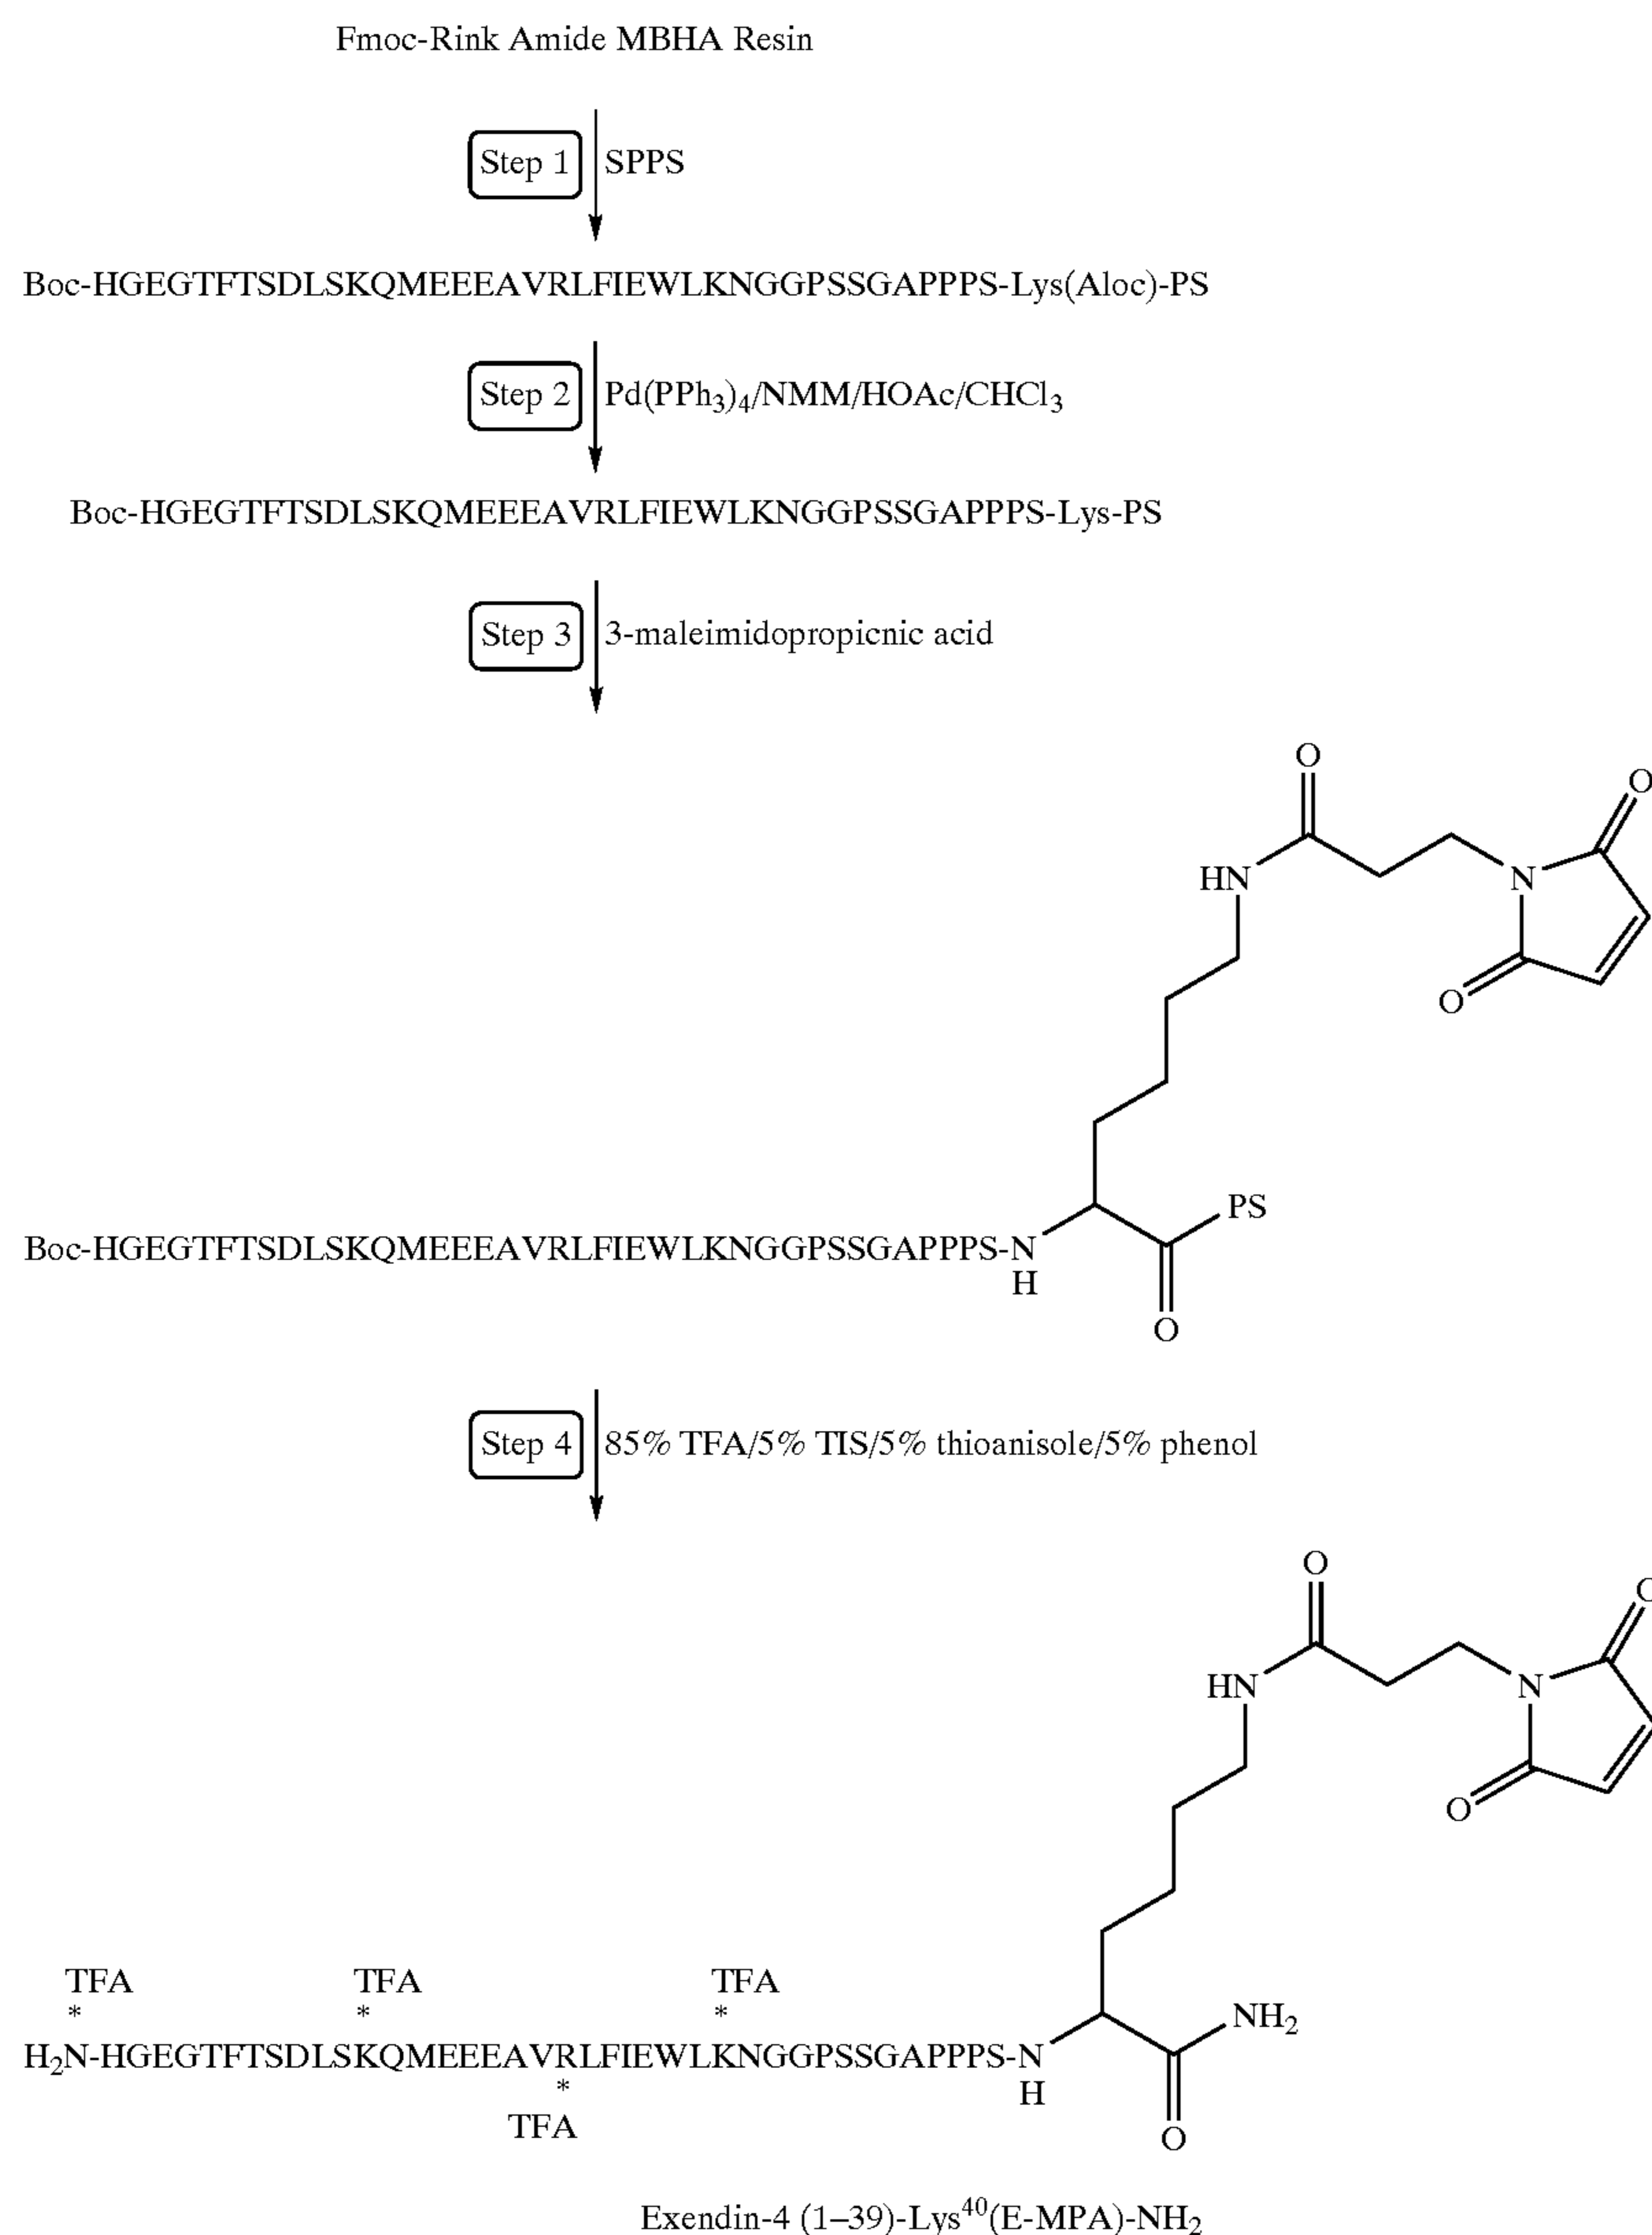 Fmoc-Rink Amide MBHA Resin
Step 1 SPPS
Boc-HGEGTFTSDLSKQMEEEAVRLFIEWLKNGGPSSGAPPPS-Lys(Aloc)-PS
Step 2 Pd(PPh₃)₄/NMM/HOAc/CHCl₃
Boc-HGEGTFTSDLSKQMEEEAVRLFIEWLKNGGPSSGAPPPS-Lys-PS
Step 3 3-maleimidopropicnic acid
O
O
HN
N
O
PS
Boc-HGEGTFTSDLSKQMEEEAVRLFIEWLKNGGPSSGAPPPS-N
H
O
Step 4 85% TFA/5% TIS/5% thioanisole/5% phenol
O
O
HN
N
O
TFA TFA TFA
* * *
NH₂
H₂N-HGEGTFTSDLSKQMEEEAVRLFIEWLKNGGPSSGAPPPS-N
* H
TFA
O
Exendin-4 (1–39)-Lys⁴⁰(E-MPA)-NH₂